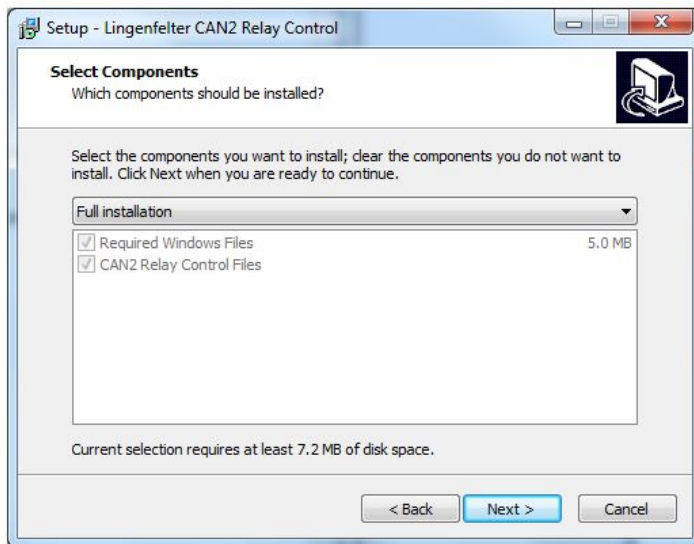 Setup - Lingenfelter CAN2 Relay Control
Select Components
Which components should be installed?
Select the components you want to install; clear the components you do not want to
install. Click Next when you are ready to continue.
Full installation
Required Windows Files 5.0 MB
CAN2 Relay Control Files
Current selection requires at least 7.2 MB of disk space.
< Back Next > Cancel